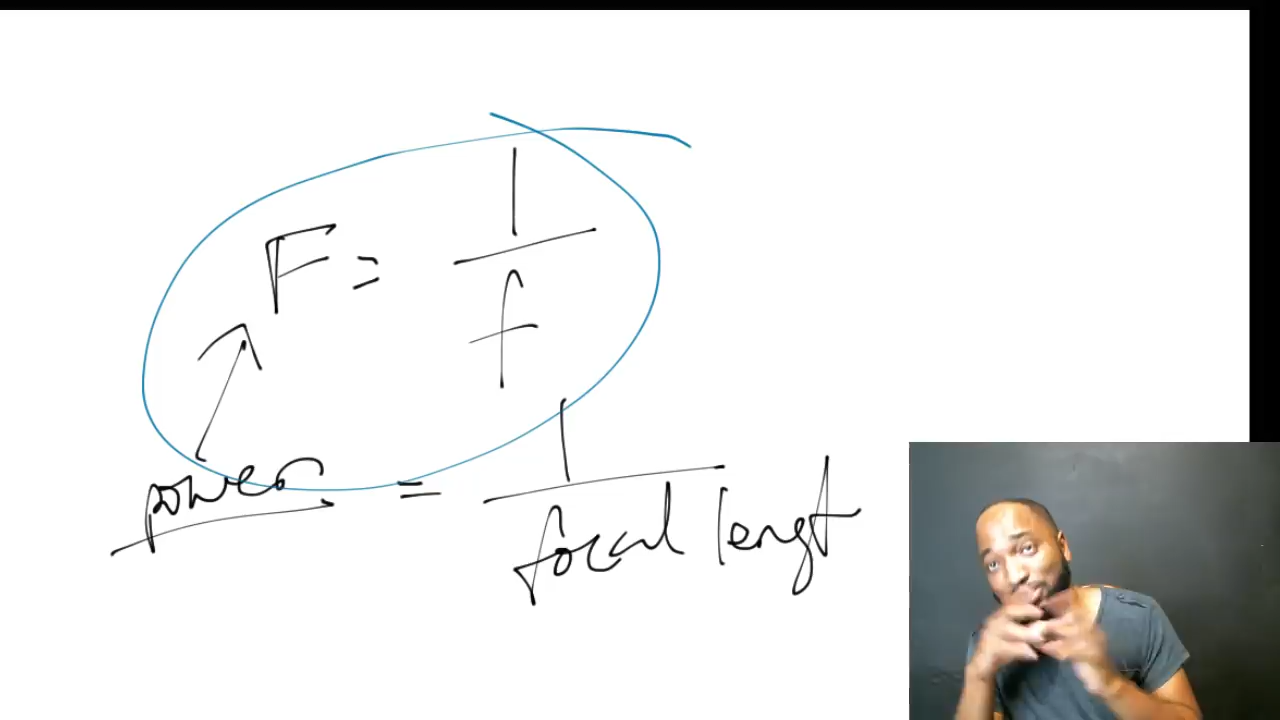 F = 1/f
power = 1/focal lengt